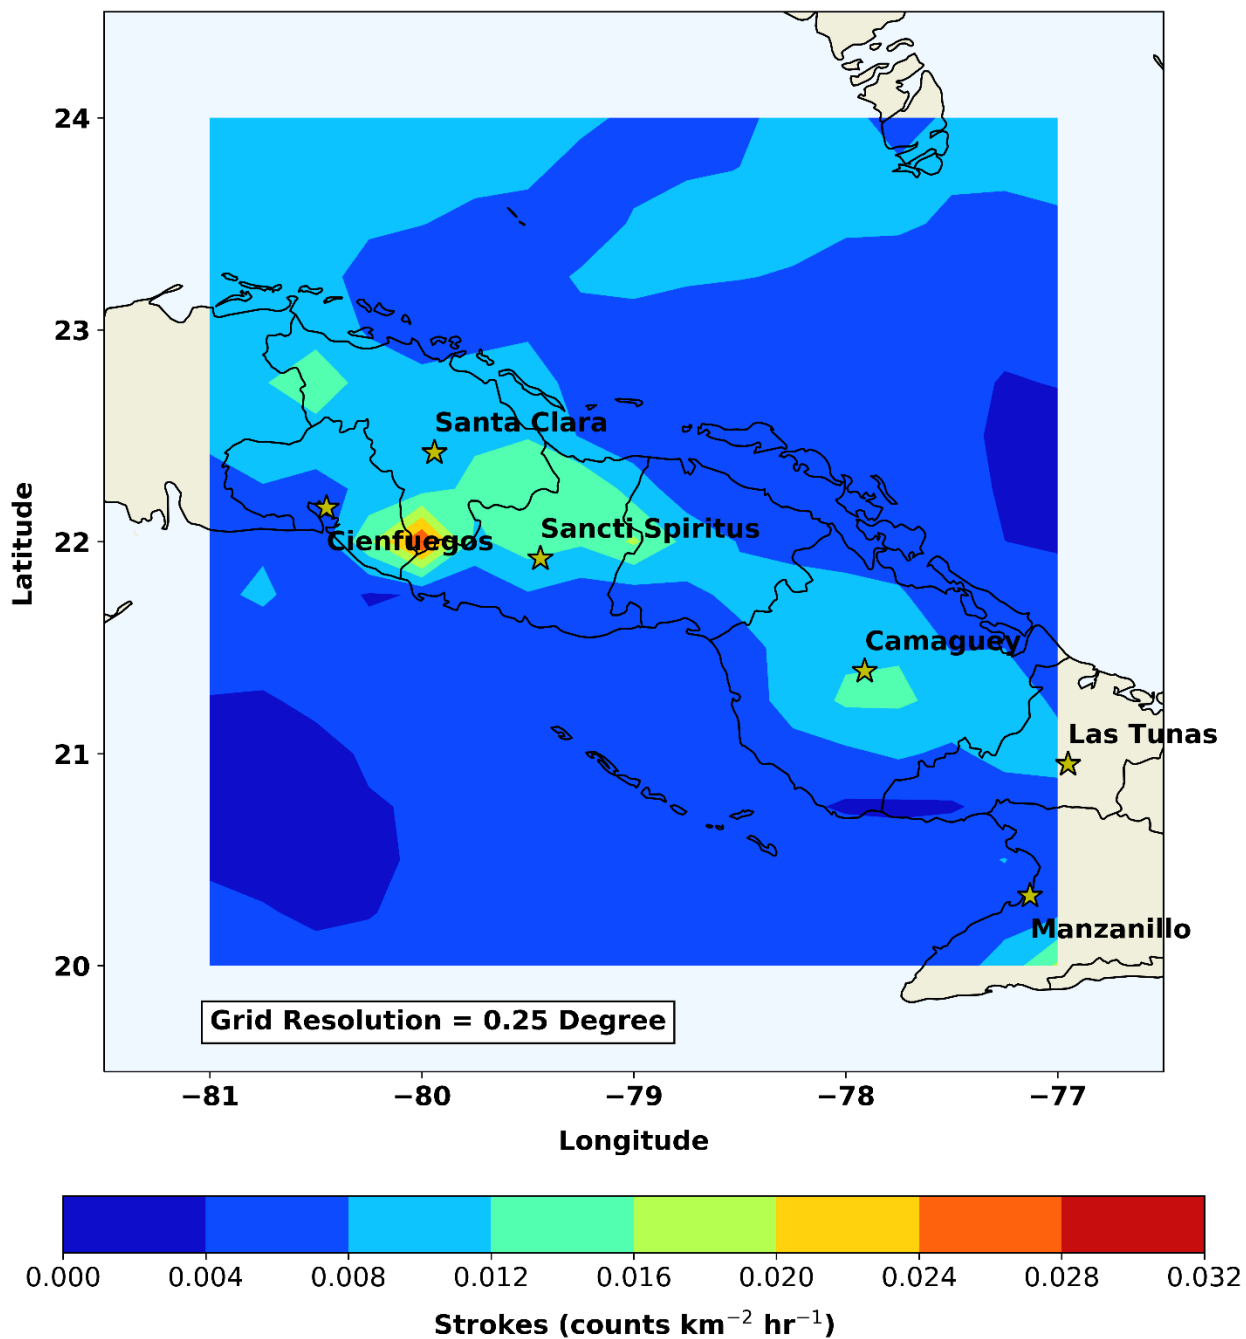 24
23
22
21
20
Latitude
Santa Clara
Cienfuegos
Sancti Spiritus
Camaguey
Las Tunas
Manzanillo
Grid Resolution = 0.25 Degree
−81 −80 −79 −78 −77
Longitude
0.000 0.004 0.008 0.012 0.016 0.020 0.024 0.028 0.032
Strokes (counts km⁻² hr⁻¹)